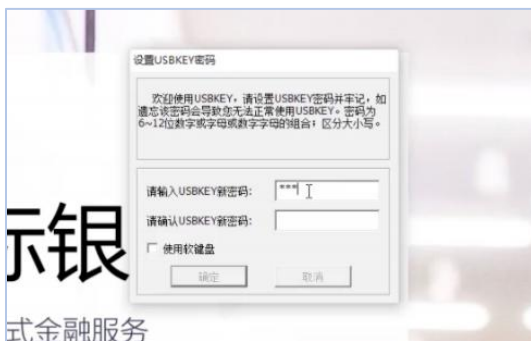 设置USBKEY密码
欢迎使用USBKEY，请设置USBKEY密码并牢记，如
遗忘该密码会导致您无法正常使用USBKEY。密码为
6~12位数字或字母或数字字母的组合；区分大小写。
请输入USBKEY新密码：
***
请确认USBKEY新密码：
使用软键盘
确定
取消
示银
式金融服务